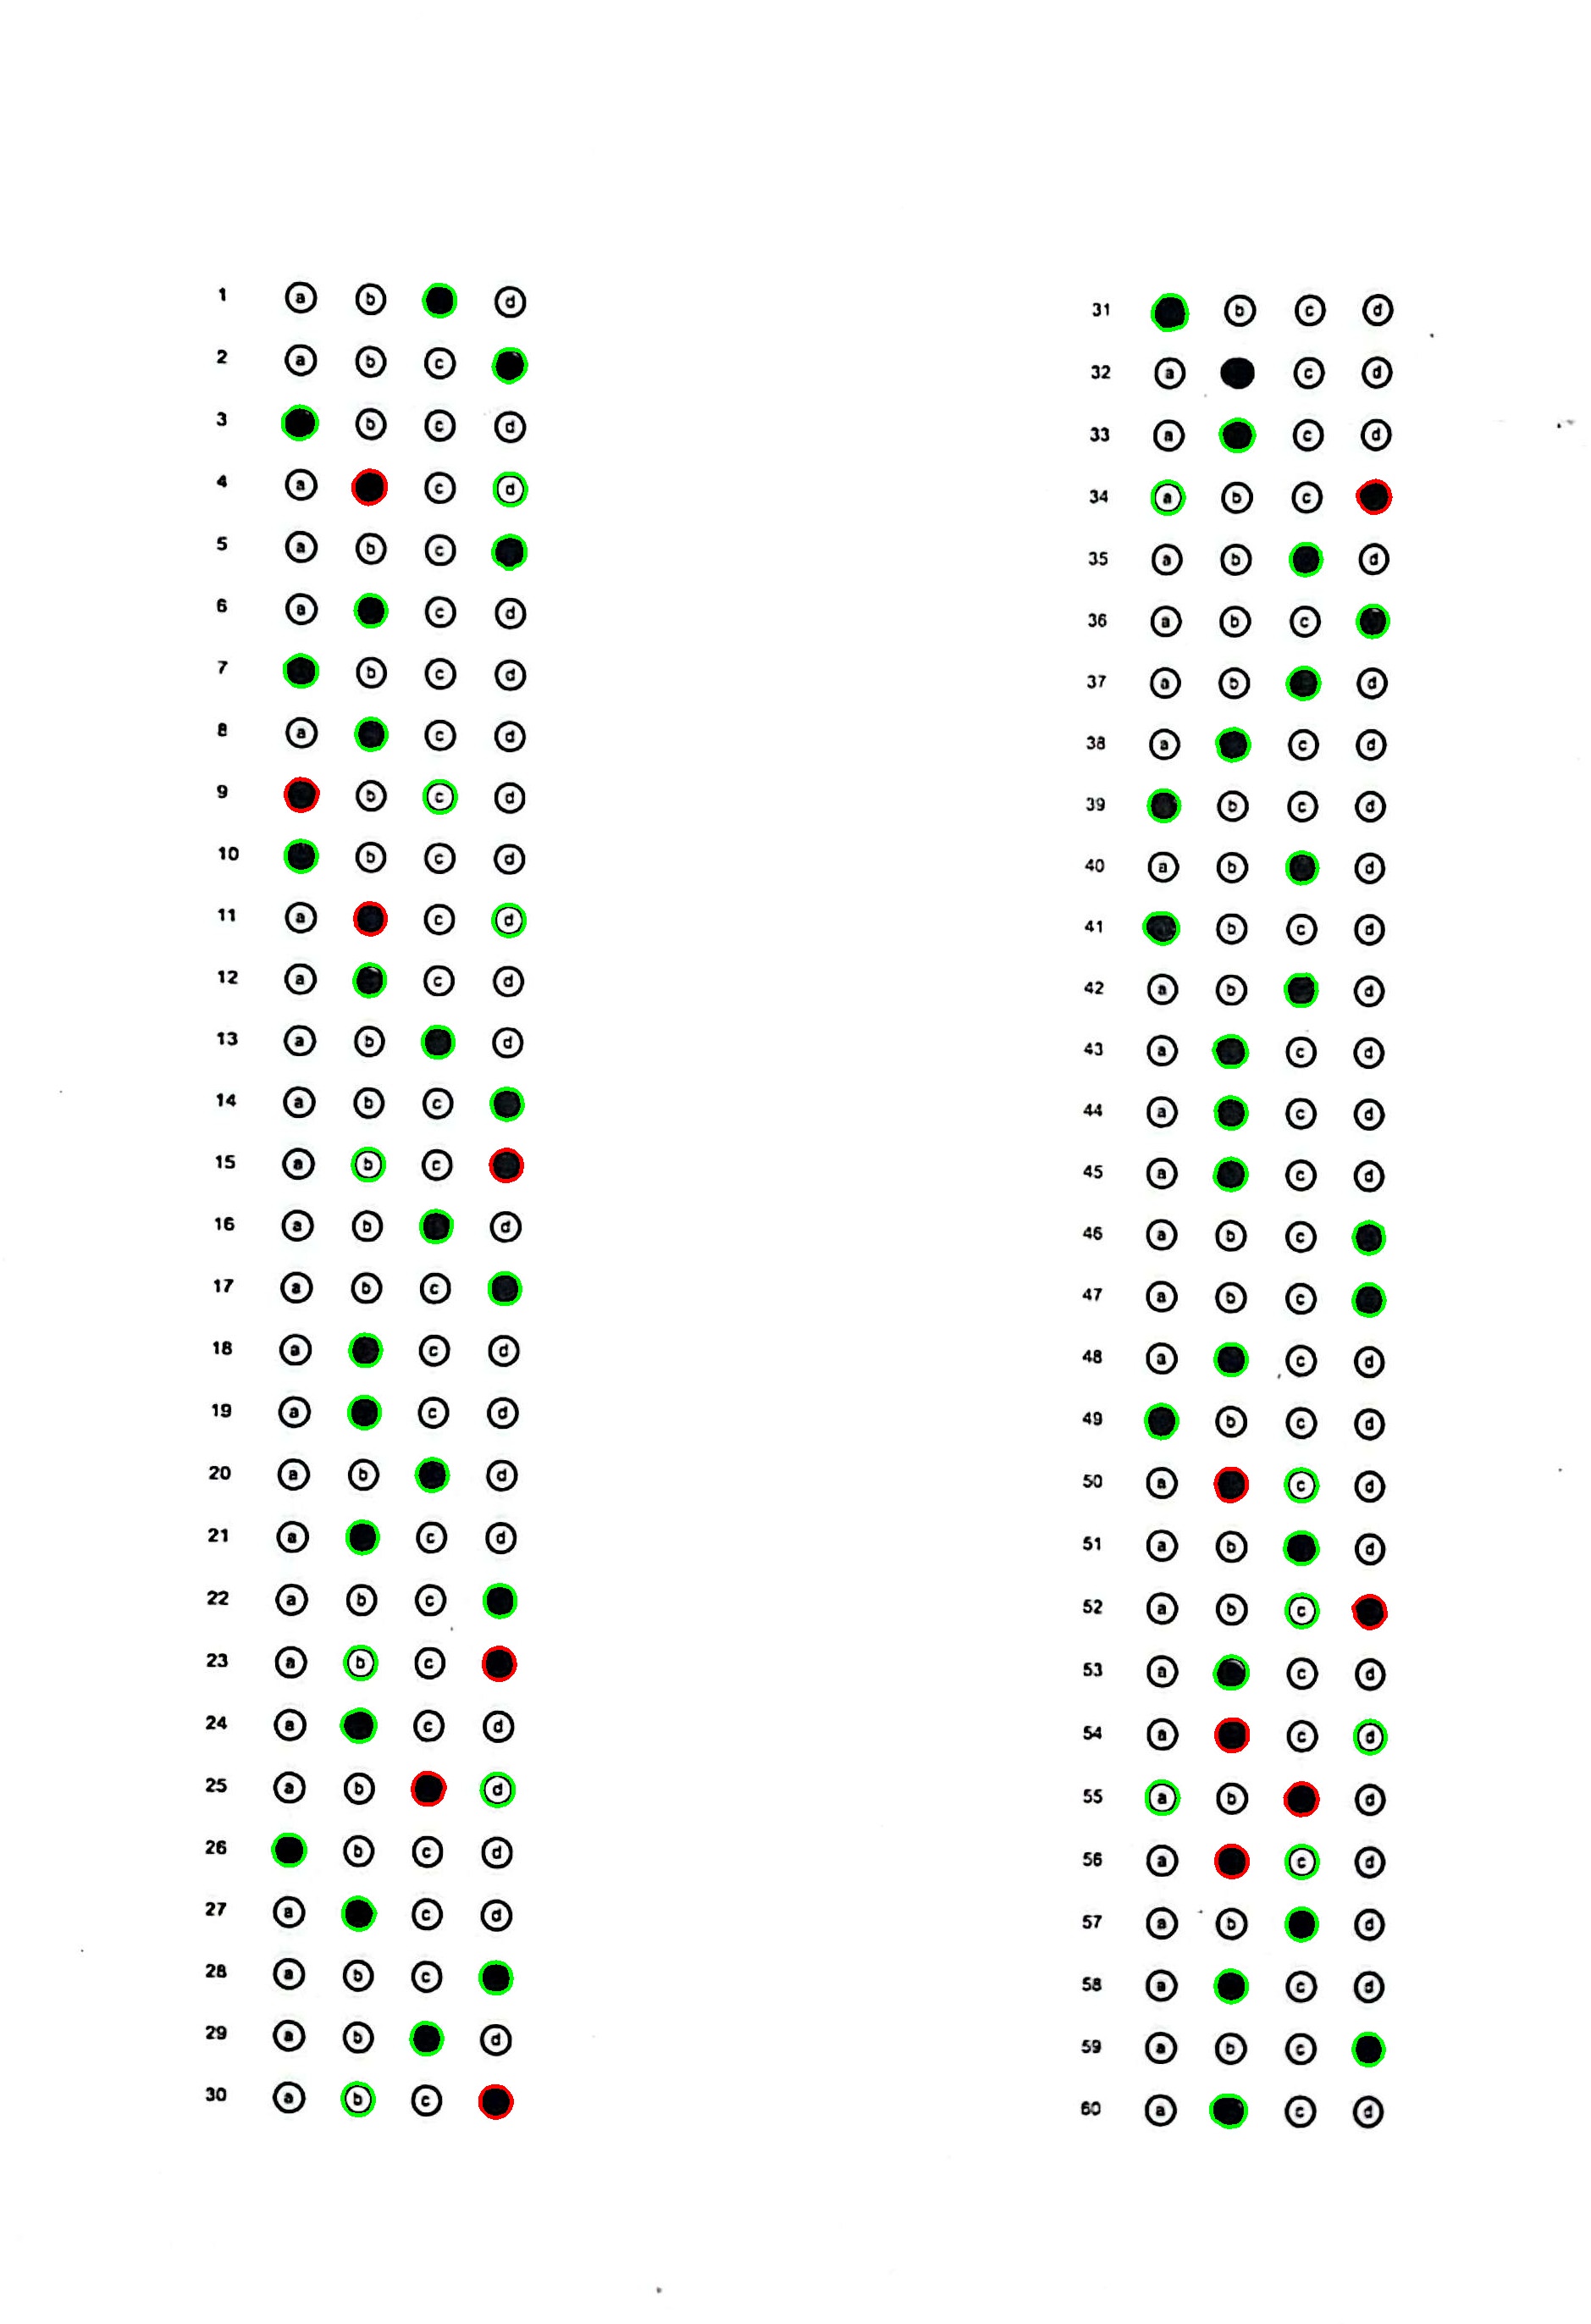 1 a b d
2 a b c
3 b c d
4 a c d
5 a b c
6 a c d
7 b c d
8 a c d
9 b c d
10 b c d
11 a c d
12 a c d
13 a b d
14 a b c
15 a b c
16 a b d
17 a b c
18 a c d
19 a c d
20 a b d
21 a c d
22 a b c
23 a b c
24 a c d
25 a b d
26 b c d
27 a c d
28 a b c
29 a b d
30 a b c
31 b c d
32 a c d
33 a c d
34 a b c
35 a b d
36 a b c
37 a b d
38 a c d
39 b c d
40 a b d
41 b c d
42 a b d
43 a c d
44 a c d
45 a c d
46 a b c
47 a b c
48 a c d
49 b c d
50 a c d
51 a b d
52 a b c
53 a c d
54 a c d
55 a b d
56 a c d
57 a b d
58 a c d
59 a b c
60 a c d